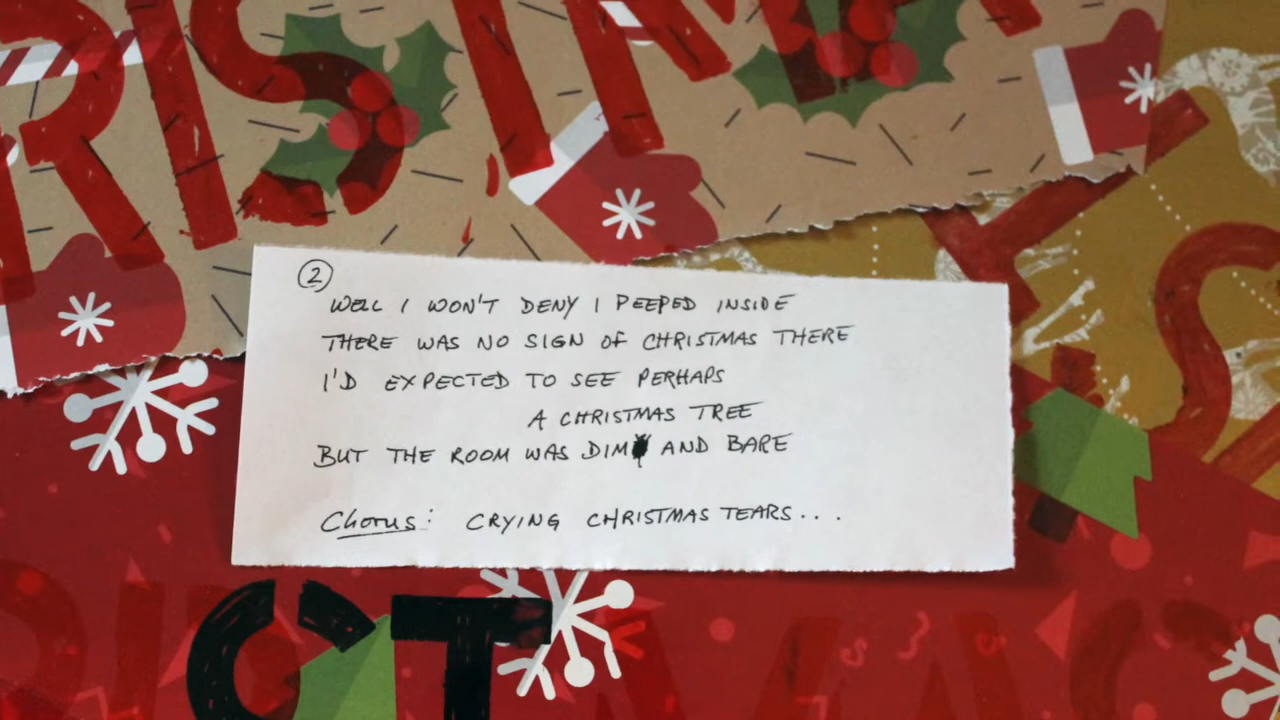 RISTMA
S
②
WELL I WON'T DENY I PEEPED INSIDE
THERE WAS NO SIGN OF CHRISTMAS THERE
I'D EXPECTED TO SEE PERHAPS
A CHRISTMAS TREE
BUT THE ROOM WAS DIM AND BARE
Chorus: CRYING CHRISTMAS TEARS...